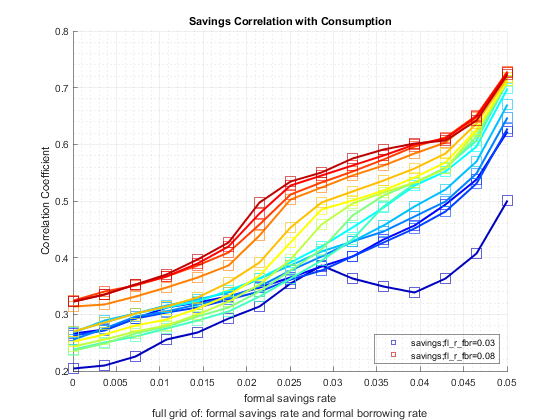 Savings Correlation with Consumption
0.8
0.7
0.6
0.5
0.4
0.3
0.2
Correlation Coefficient
savings;fl_r_fbr=0.03
savings;fl_r_fbr=0.08
0 0.005 0.01 0.015 0.02 0.025 0.03 0.035 0.04 0.045 0.05
formal savings rate
full grid of: formal savings rate and formal borrowing rate